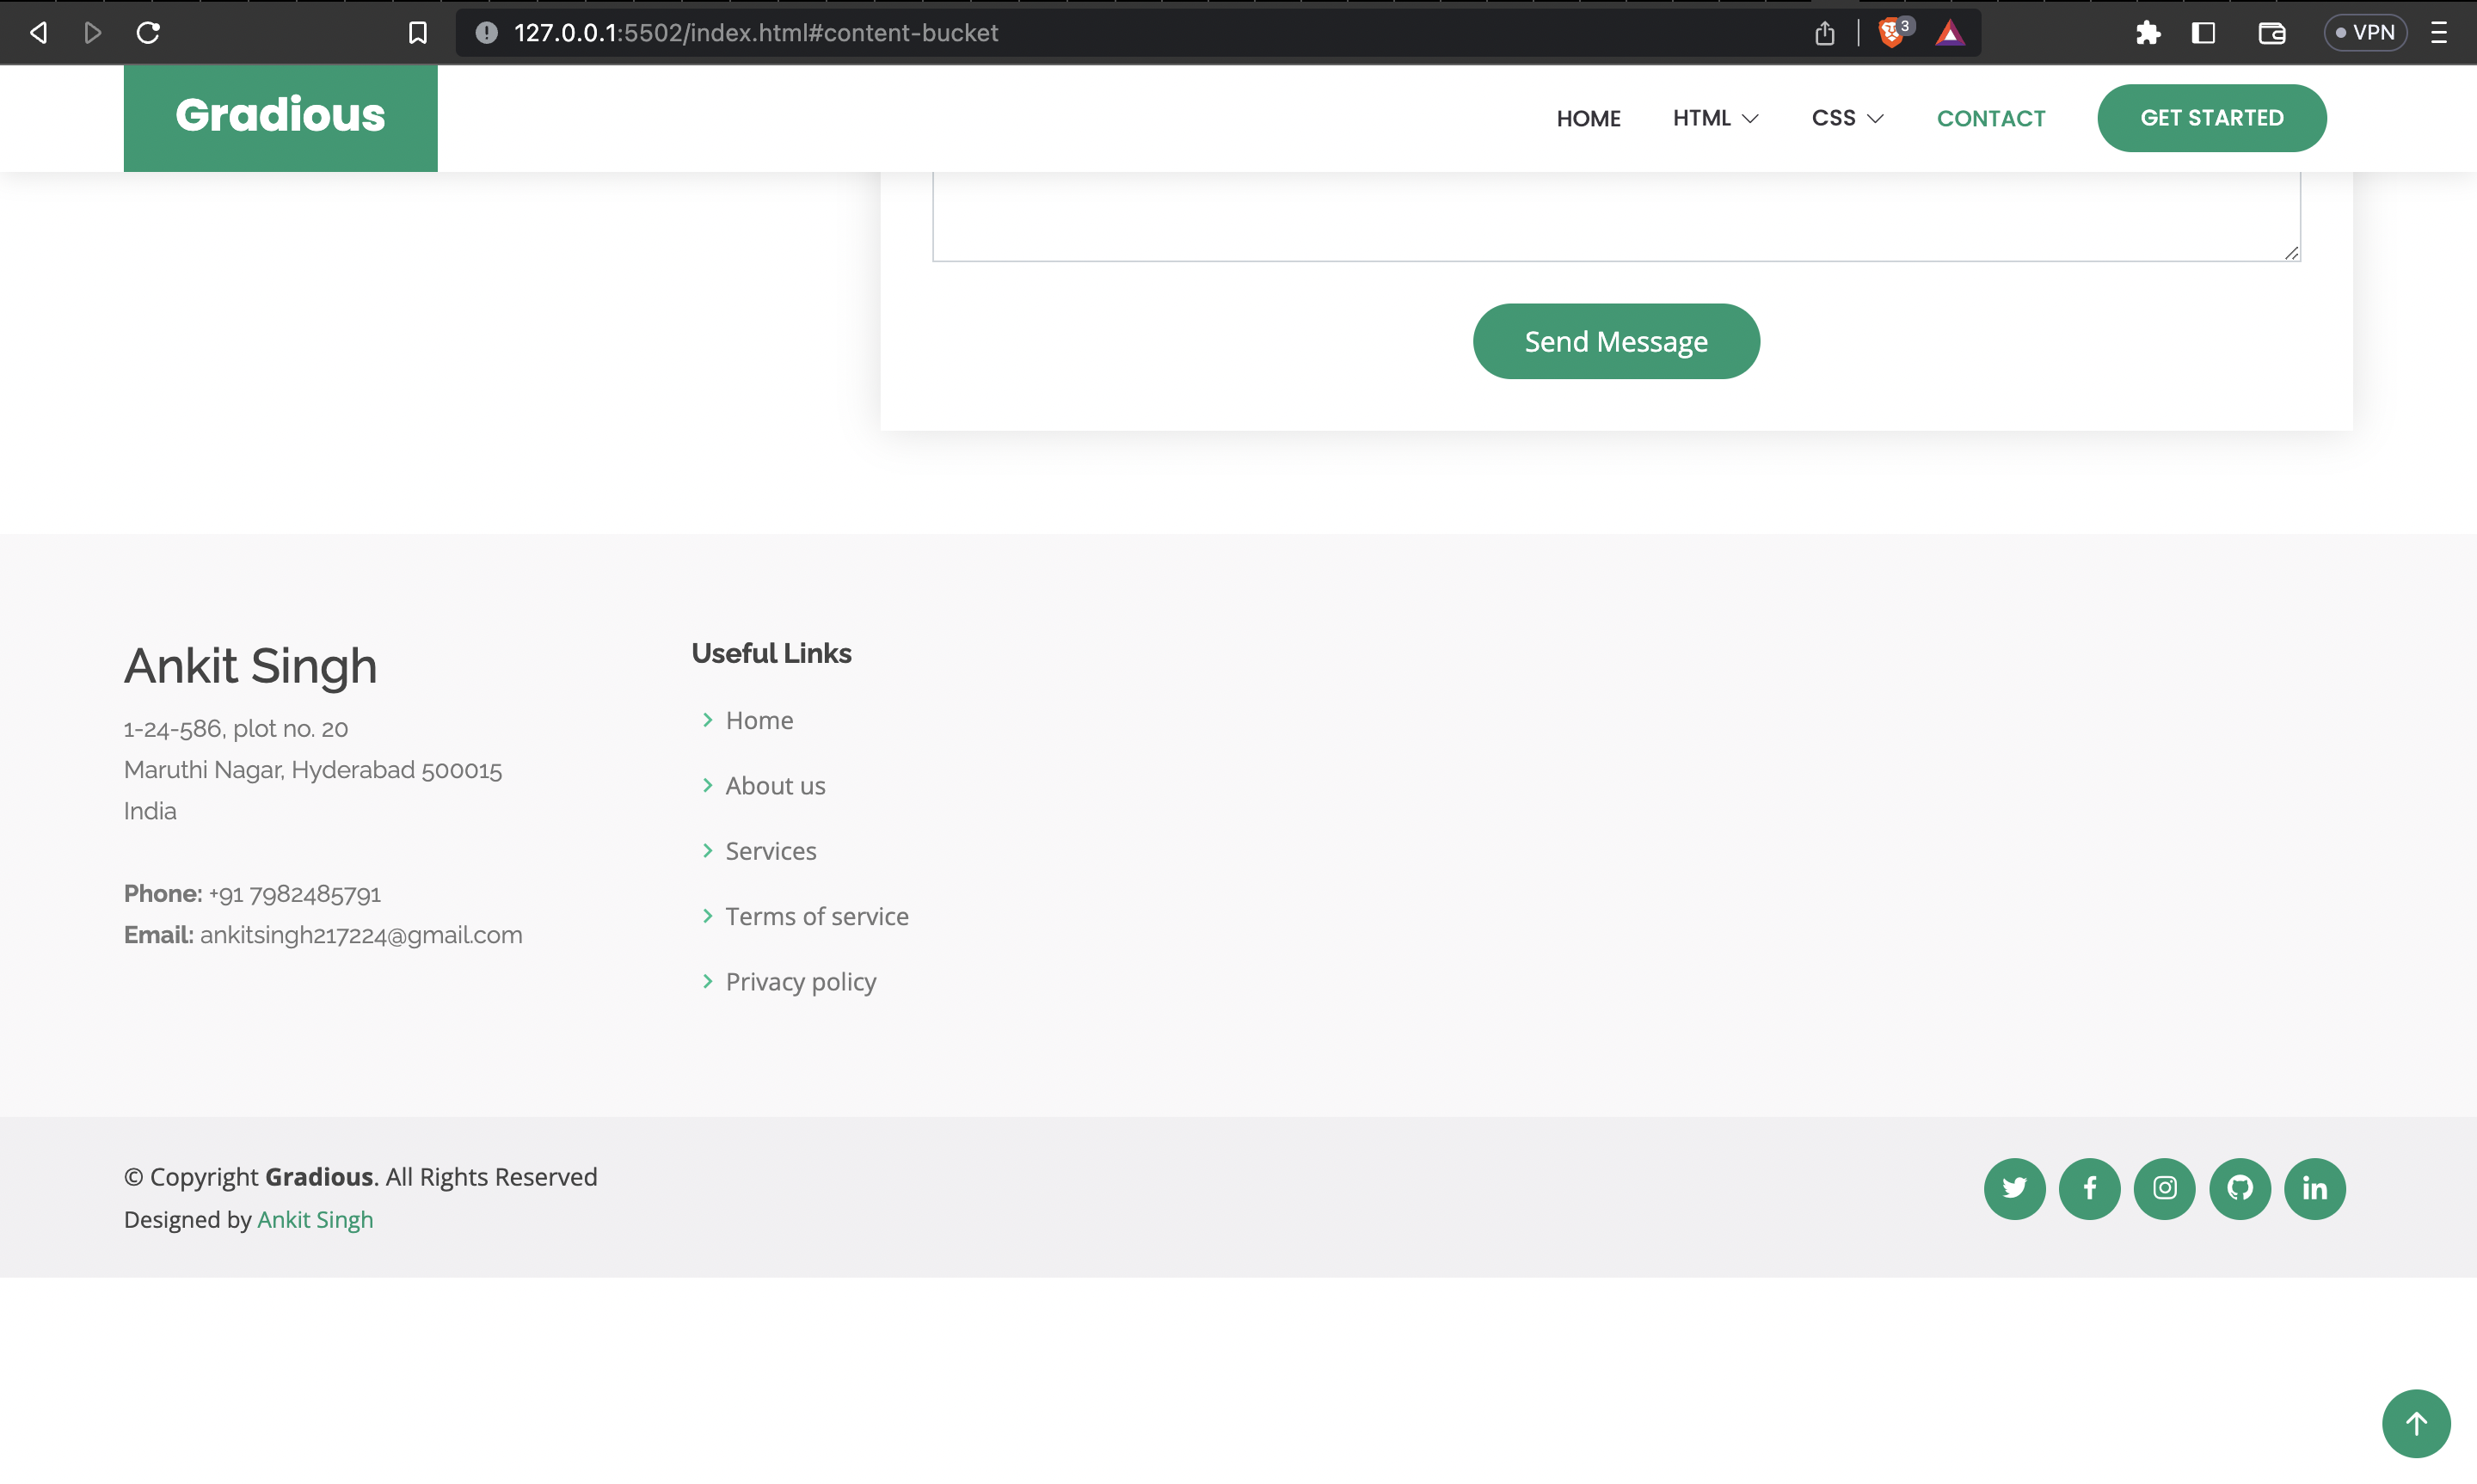 127.0.0.1:5502/index.html#content-bucket
3
VPN
Gradious
HOME
HTML
CSS
CONTACT
GET STARTED
Send Message
Ankit Singh
1-24-586, plot no. 20
Maruthi Nagar, Hyderabad 500015
India
Phone: +91 7982485791
Email: ankitsingh217224@gmail.com
Useful Links
Home
About us
Services
Terms of service
Privacy policy
© Copyright Gradious. All Rights Reserved
Designed by Ankit Singh